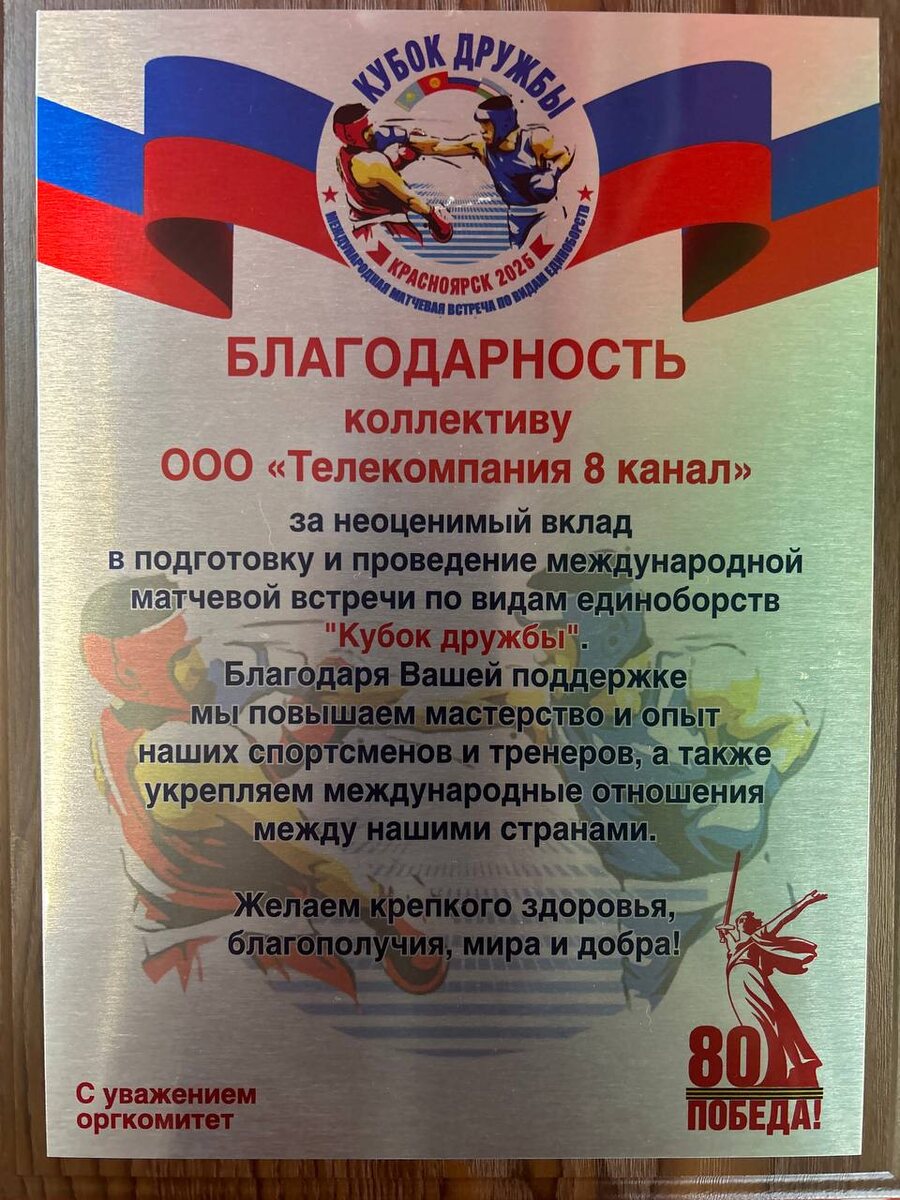 КУБОК ДРУЖБЫ
КРАСНОЯРСК 2025
МЕЖДУНАРОДНАЯ МАТЧЕВАЯ ВСТРЕЧА ПО ВИДАМ ЕДИНОБОРСТВ
БЛАГОДАРНОСТЬ
коллективу
ООО «Телекомпания 8 канал»
за неоценимый вклад
в подготовку и проведение международной
матчевой встречи по видам единоборств
"Кубок дружбы".
Благодаря Вашей поддержке
мы повышаем мастерство и опыт
наших спортсменов и тренеров, а также
укрепляем международные отношения
между нашими странами.
Желаем крепкого здоровья,
благополучия, мира и добра!
80
ПОБЕДА!
С уважением
оргкомитет